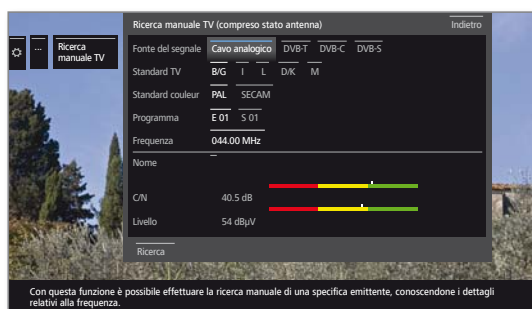 Ricerca manuale TV (compreso stato antenna) Indietro
... Ricerca
manuale TV
Fonte del segnale Cavo analogico DVB-T DVB-C DVB-S
Standard TV B/G I L D/K M
Standard couleur PAL SECAM
Programma E 01 S 01
Frequenza 044.00 MHz
Nome –
C/N 40.5 dB
Livello 54 dBµV
Ricerca
Con questa funzione è possibile effettuare la ricerca manuale di una specifica emittente, conoscendo i dettagli
relativi alla frequenza.